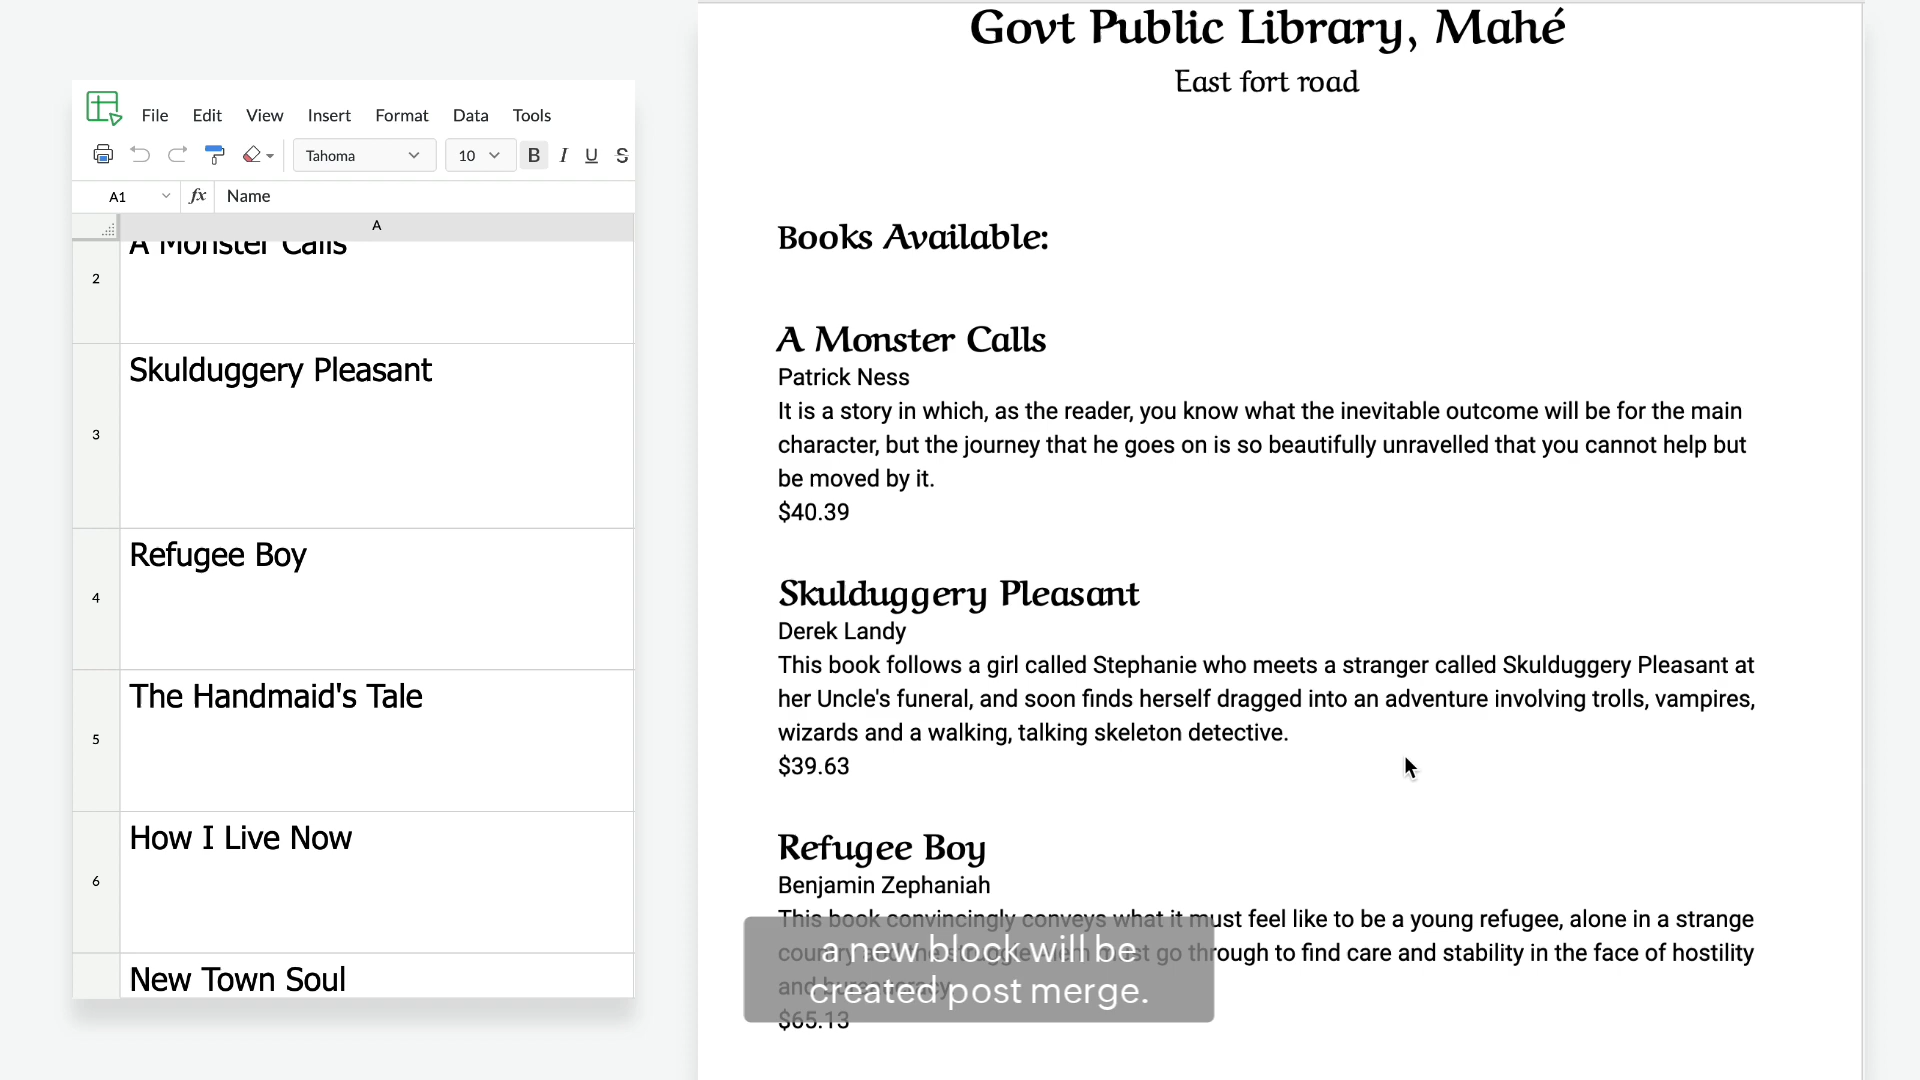 File Edit View Insert Format Data Tools
Tahoma 10 B I U S
A1 fx Name
A
A Monster Calls
2
Skulduggery Pleasant
3
Refugee Boy
4
The Handmaid's Tale
5
How I Live Now
6
New Town Soul
Govt Public Library, Mahé
East fort road
Books Available:
A Monster Calls
Patrick Ness
It is a story in which, as the reader, you know what the inevitable outcome will be for the main
character, but the journey that he goes on is so beautifully unravelled that you cannot help but
be moved by it.
$40.39
Skulduggery Pleasant
Derek Landy
This book follows a girl called Stephanie who meets a stranger called Skulduggery Pleasant at
her Uncle's funeral, and soon finds herself dragged into an adventure involving trolls, vampires,
wizards and a walking, talking skeleton detective.
$39.63
Refugee Boy
Benjamin Zephaniah
This book convincingly conveys what it must feel like to be a young refugee, alone in a strange
go through to find care and stability in the face of hostility
$65.13
a new block will be
created post merge.